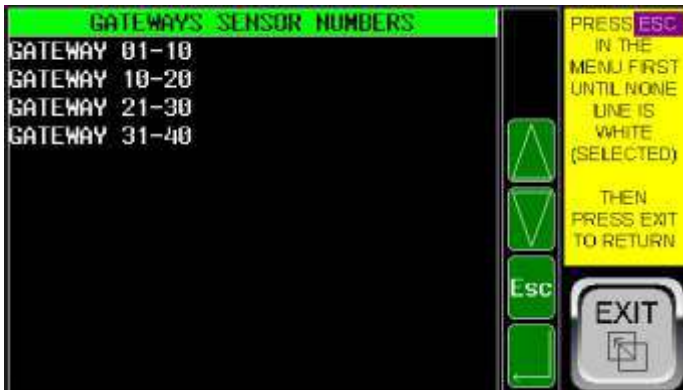 GATEWAYS SENSOR NUMBERS
GATEWAY 01-10
GATEWAY 10-20
GATEWAY 21-30
GATEWAY 31-40
Esc
PRESS ESC
IN THE
MENU FIRST
UNTIL NONE
LINE IS
WHITE
(SELECTED)
THEN
PRESS EXIT
TO RETURN
EXIT